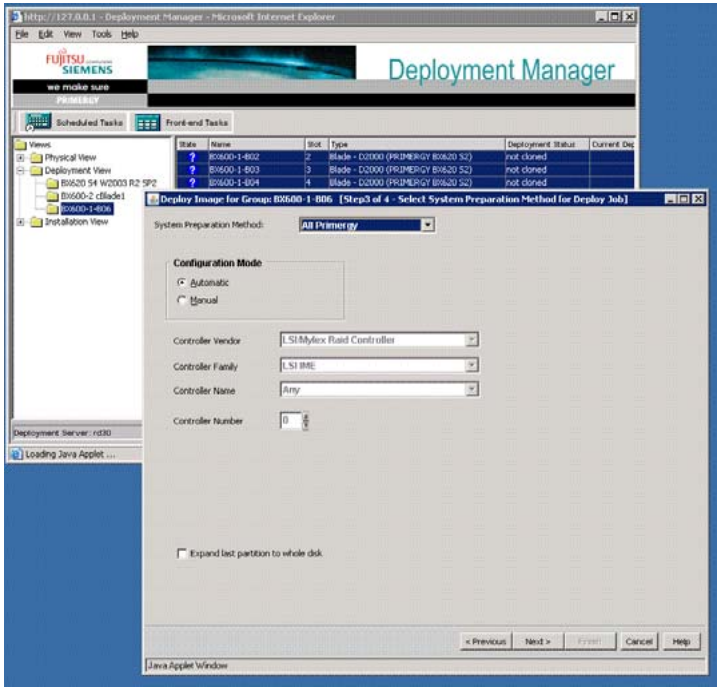 http://127.0.0.1 - Deployment Manager - Microsoft Internet Explorer
File Edit View Tools Help
FUJITSU COMPUTERS
SIEMENS
we make sure
PRIMERGY
Deployment Manager
Scheduled Tasks Front-end Tasks
Views
Physical View
Deployment View
BX620 S4 W2003 R2 SP2
BX600-2 cBlade1
BX600-1-B06
Installation View
State Name Slot Type Deployment Status Current Dep
? BX600-1-B02 2 Blade - D2000 (PRIMERGY BX620 S2) not cloned
? BX600-1-B03 3 Blade - D2000 (PRIMERGY BX620 S2) not cloned
? BX600-1-B04 4 Blade - D2000 (PRIMERGY BX620 S2) not cloned
Deployment Server: rd30
Loading Java Applet ...
Deploy Image for Group: BX600-1-B06 [Step3 of 4 - Select System Preparation Method for Deploy Job]
System Preparation Method: All Primergy
Configuration Mode
Automatic
Manual
Controller Vendor LSI/Mylex Raid Controller
Controller Family LSI IME
Controller Name Any
Controller Number 0
Expand last partition to whole disk
< Previous Next > Finish Cancel Help
Java Applet Window